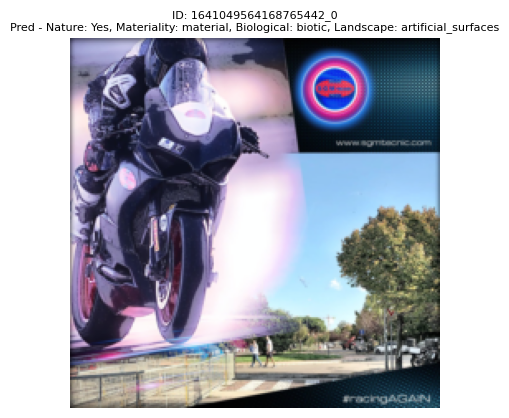 ID: 1641049564168765442_0
Pred - Nature: Yes, Materiality: material, Biological: biotic, Landscape: artificial_surfaces
www.sgmtecnic.com
#racingAGAIN